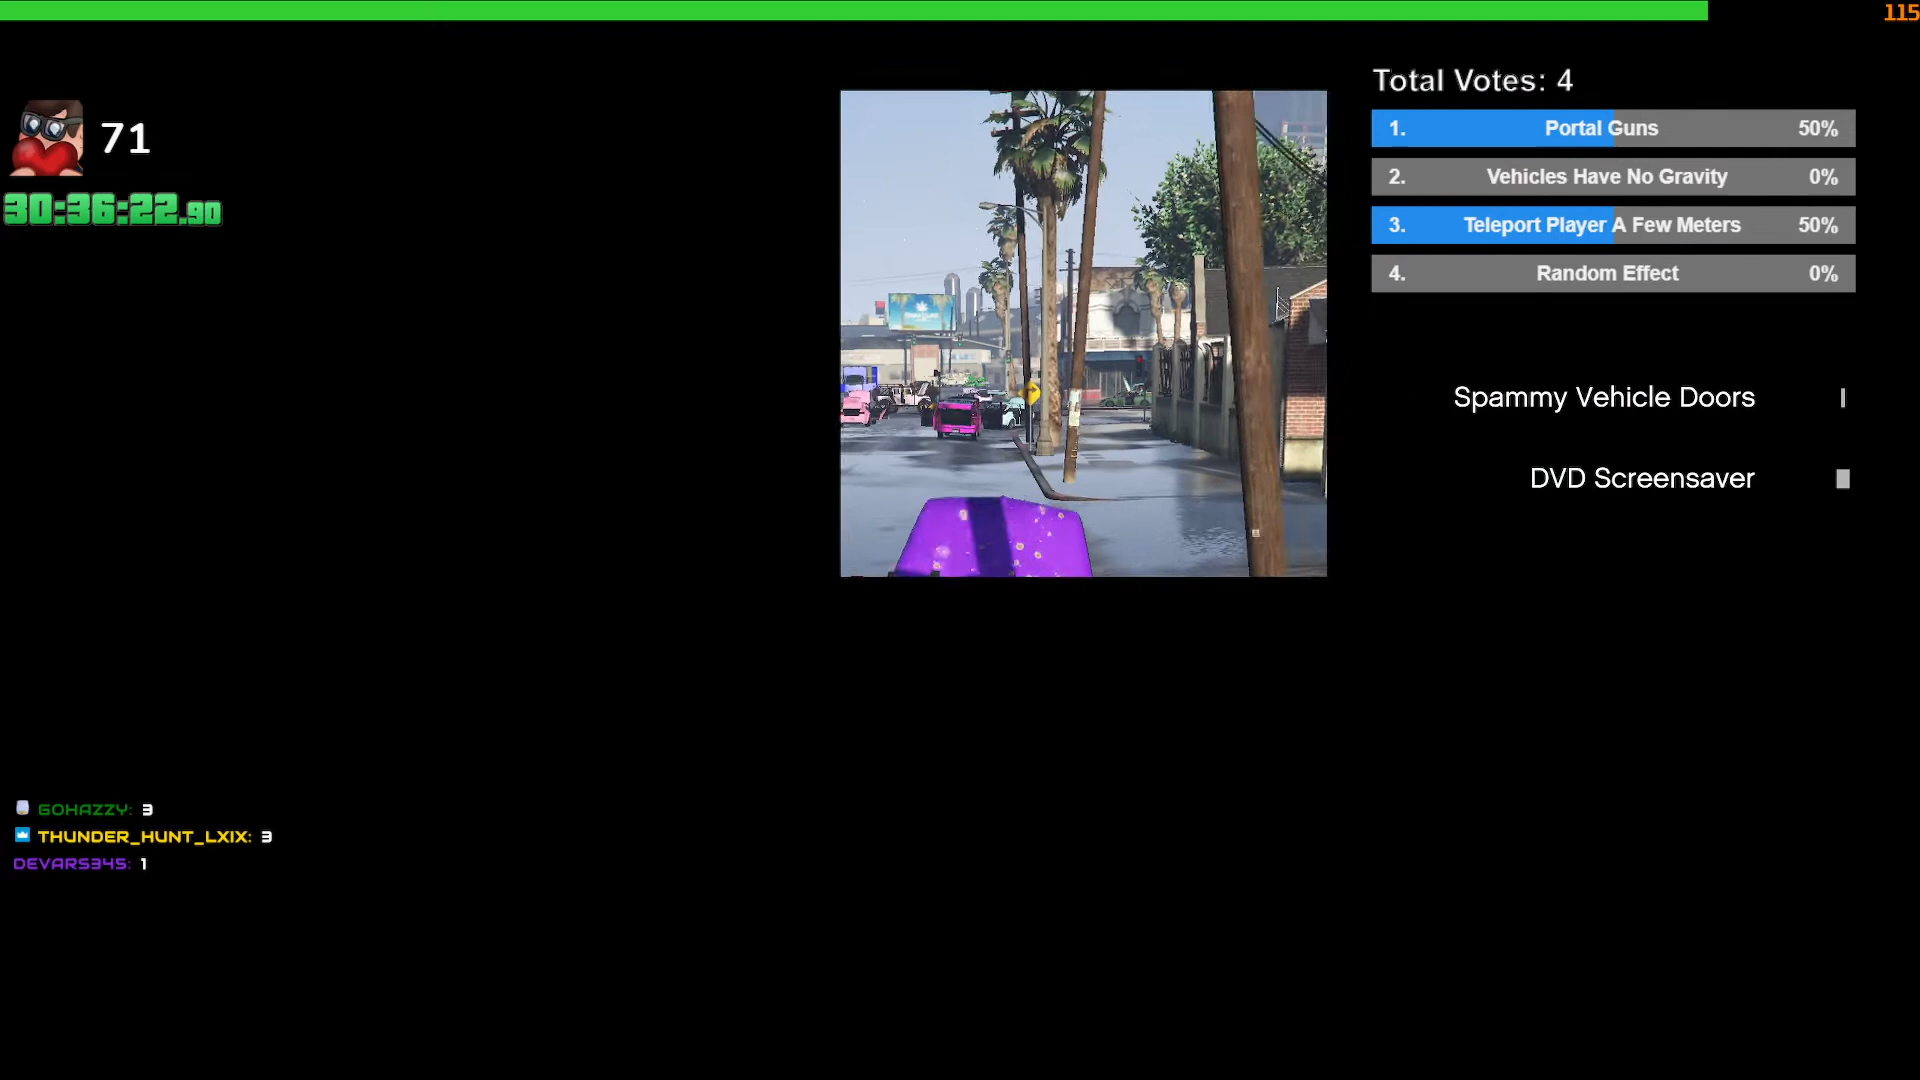 115
Total Votes: 4
71
1. Portal Guns 50%
2. Vehicles Have No Gravity 0%
30:36:22.90
3. Teleport Player A Few Meters 50%
4. Random Effect 0%
Spammy Vehicle Doors
DVD Screensaver
GOHAZZY: 3
THUNDER_HUNT_LXIX: 3
DEVARS345: 1